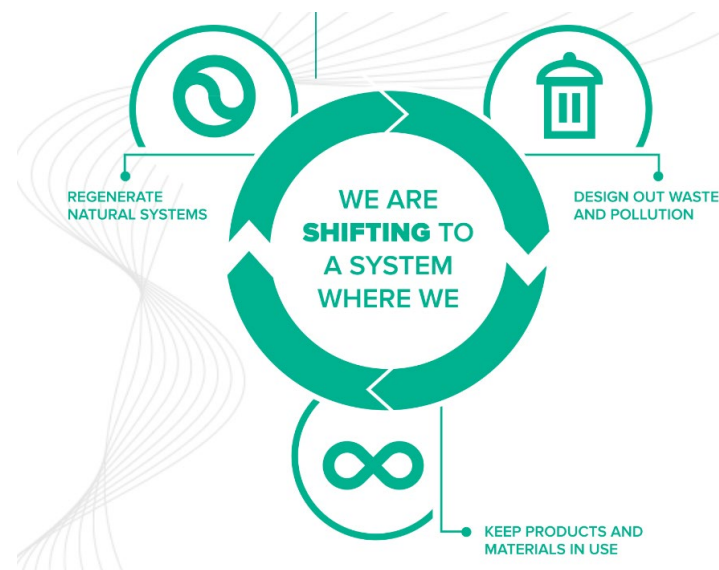 WE ARE
SHIFTING TO
A SYSTEM
WHERE WE
REGENERATE
NATURAL SYSTEMS
DESIGN OUT WASTE
AND POLLUTION
KEEP PRODUCTS AND
MATERIALS IN USE